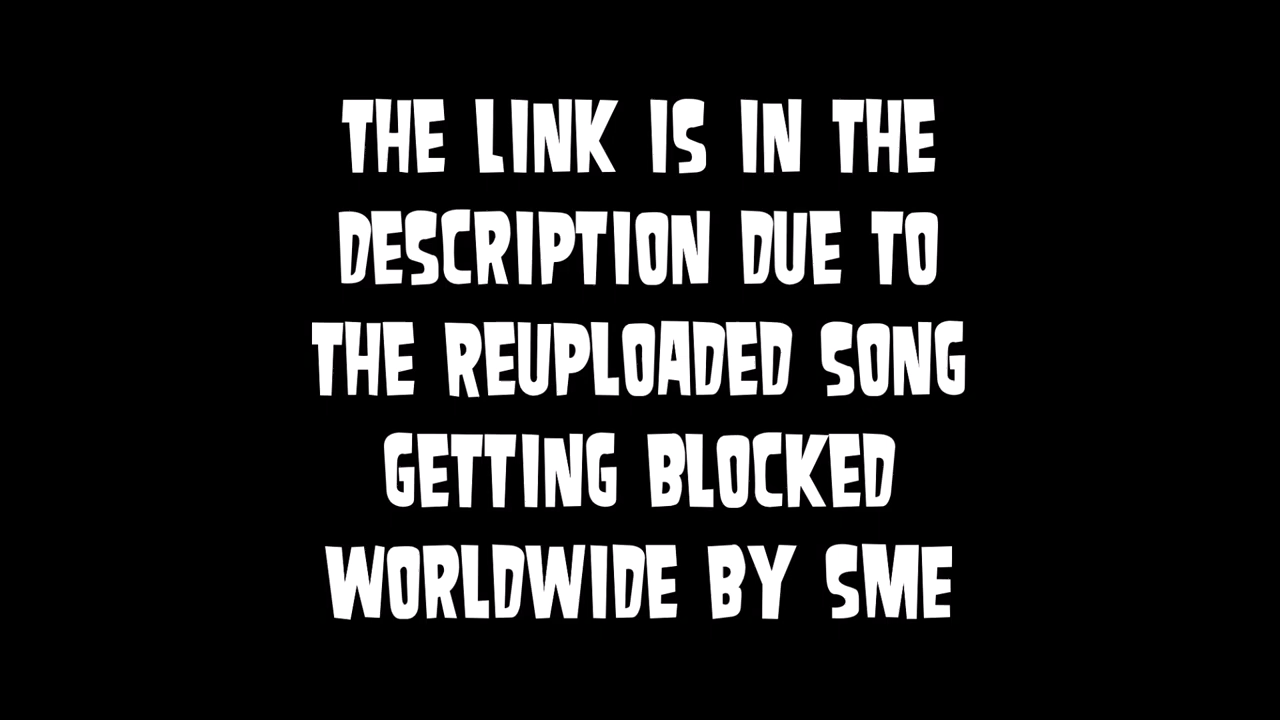 THE LINK IS IN THE
DESCRIPTION DUE TO
THE REUPLOADED SONG
GETTING BLOCKED
WORLDWIDE BY SME